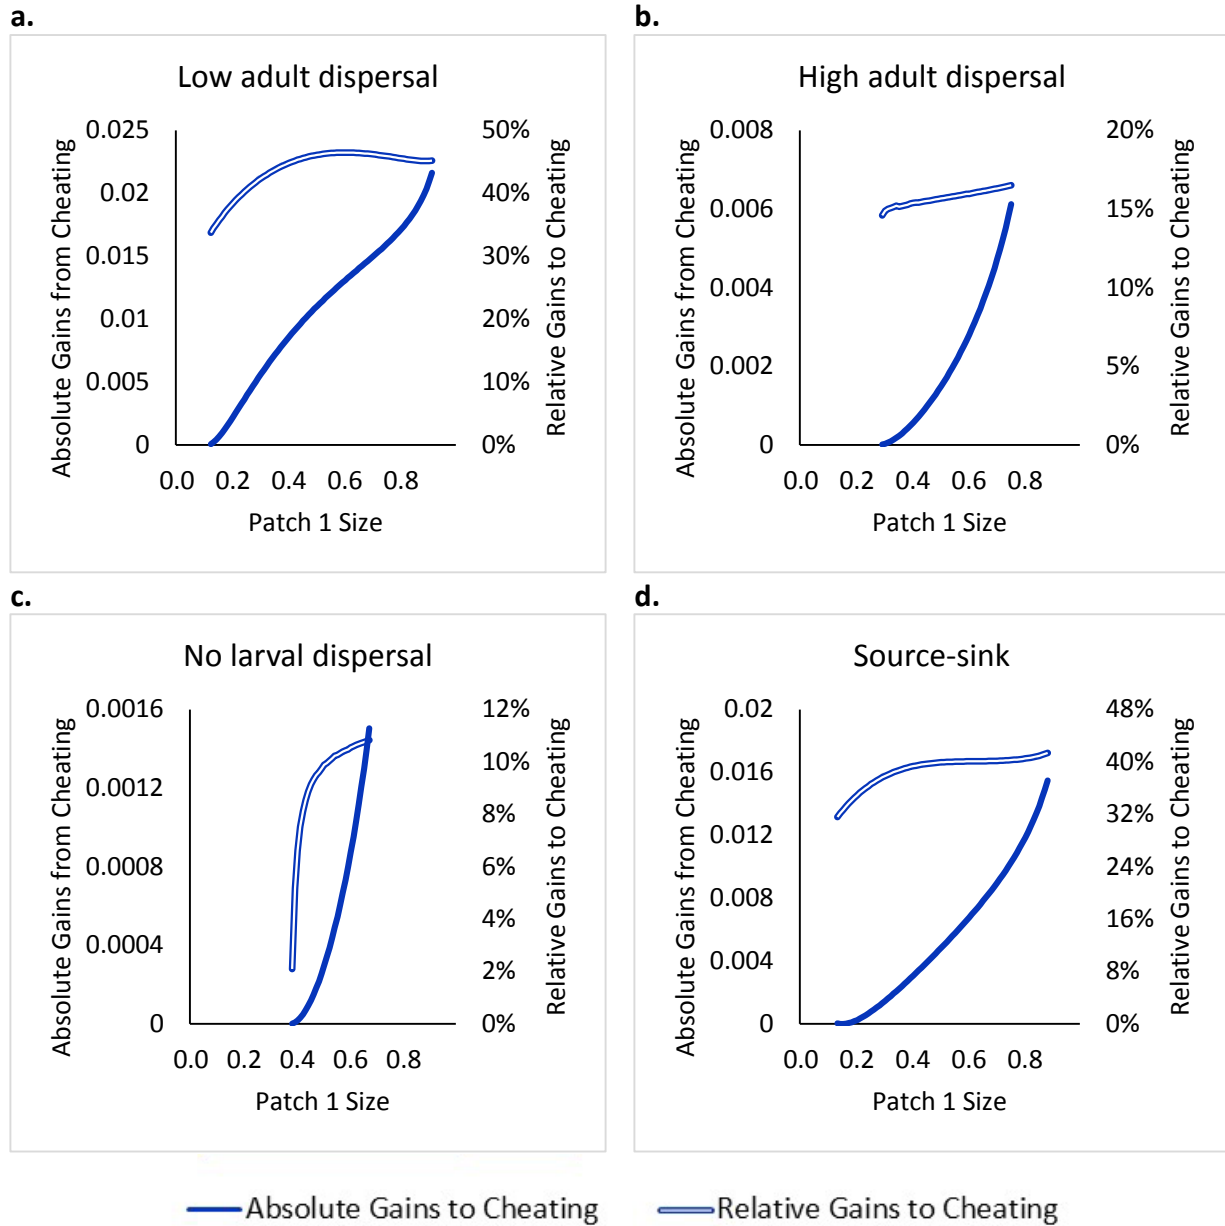 a.
Low adult dispersal
Absolute Gains from Cheating
0.025
0.02
0.015
0.01
0.005
0
50%
40%
30%
20%
10%
0%
Relative Gains to Cheating
0.0 0.2 0.4 0.6 0.8
Patch 1 Size
b.
High adult dispersal
Absolute Gains from Cheating
0.008
0.006
0.004
0.002
0
20%
15%
10%
5%
0%
Relative Gains to Cheating
0.0 0.2 0.4 0.6 0.8
Patch 1 Size
c.
No larval dispersal
Absolute Gains from Cheating
0.0016
0.0012
0.0008
0.0004
0
12%
10%
8%
6%
4%
2%
0%
Relative Gains to Cheating
0.0 0.2 0.4 0.6 0.8
Patch 1 Size
d.
Source-sink
Absolute Gains from Cheating
0.02
0.016
0.012
0.008
0.004
0
48%
40%
32%
24%
16%
8%
0%
Relative Gains to Cheating
0.0 0.2 0.4 0.6 0.8
Patch 1 Size
Absolute Gains to Cheating Relative Gains to Cheating